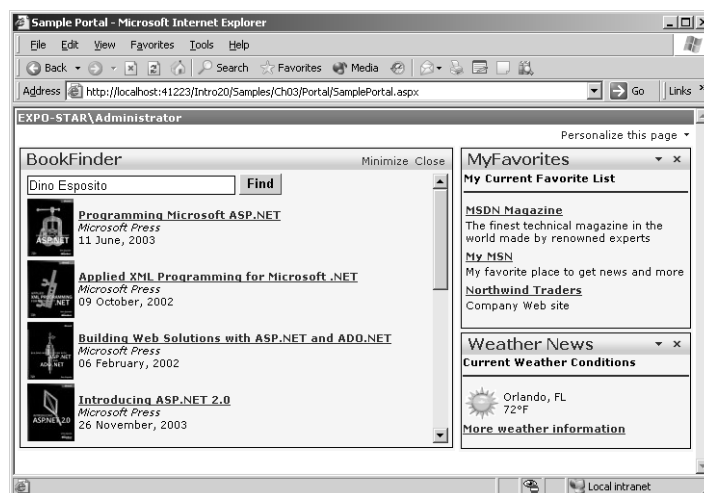 Sample Portal - Microsoft Internet Explorer
File Edit View Favorites Tools Help
Back Search Favorites Media
Address http://localhost:41223/Intro20/Samples/Ch03/Portal/SamplePortal.aspx Go Links
EXPO-STAR\Administrator
Personalize this page
BookFinder Minimize Close
Dino Esposito Find
Programming Microsoft ASP.NET
Microsoft Press
11 June, 2003
Applied XML Programming for Microsoft .NET
Microsoft Press
09 October, 2002
Building Web Solutions with ASP.NET and ADO.NET
Microsoft Press
06 February, 2002
Introducing ASP.NET 2.0
Microsoft Press
26 November, 2003
MyFavorites
My Current Favorite List
MSDN Magazine
The finest technical magazine in the
world made by renowned experts
My MSN
My favorite place to get news and more
Northwind Traders
Company Web site
Weather News
Current Weather Conditions
Orlando, FL
72°F
More weather information
Local intranet